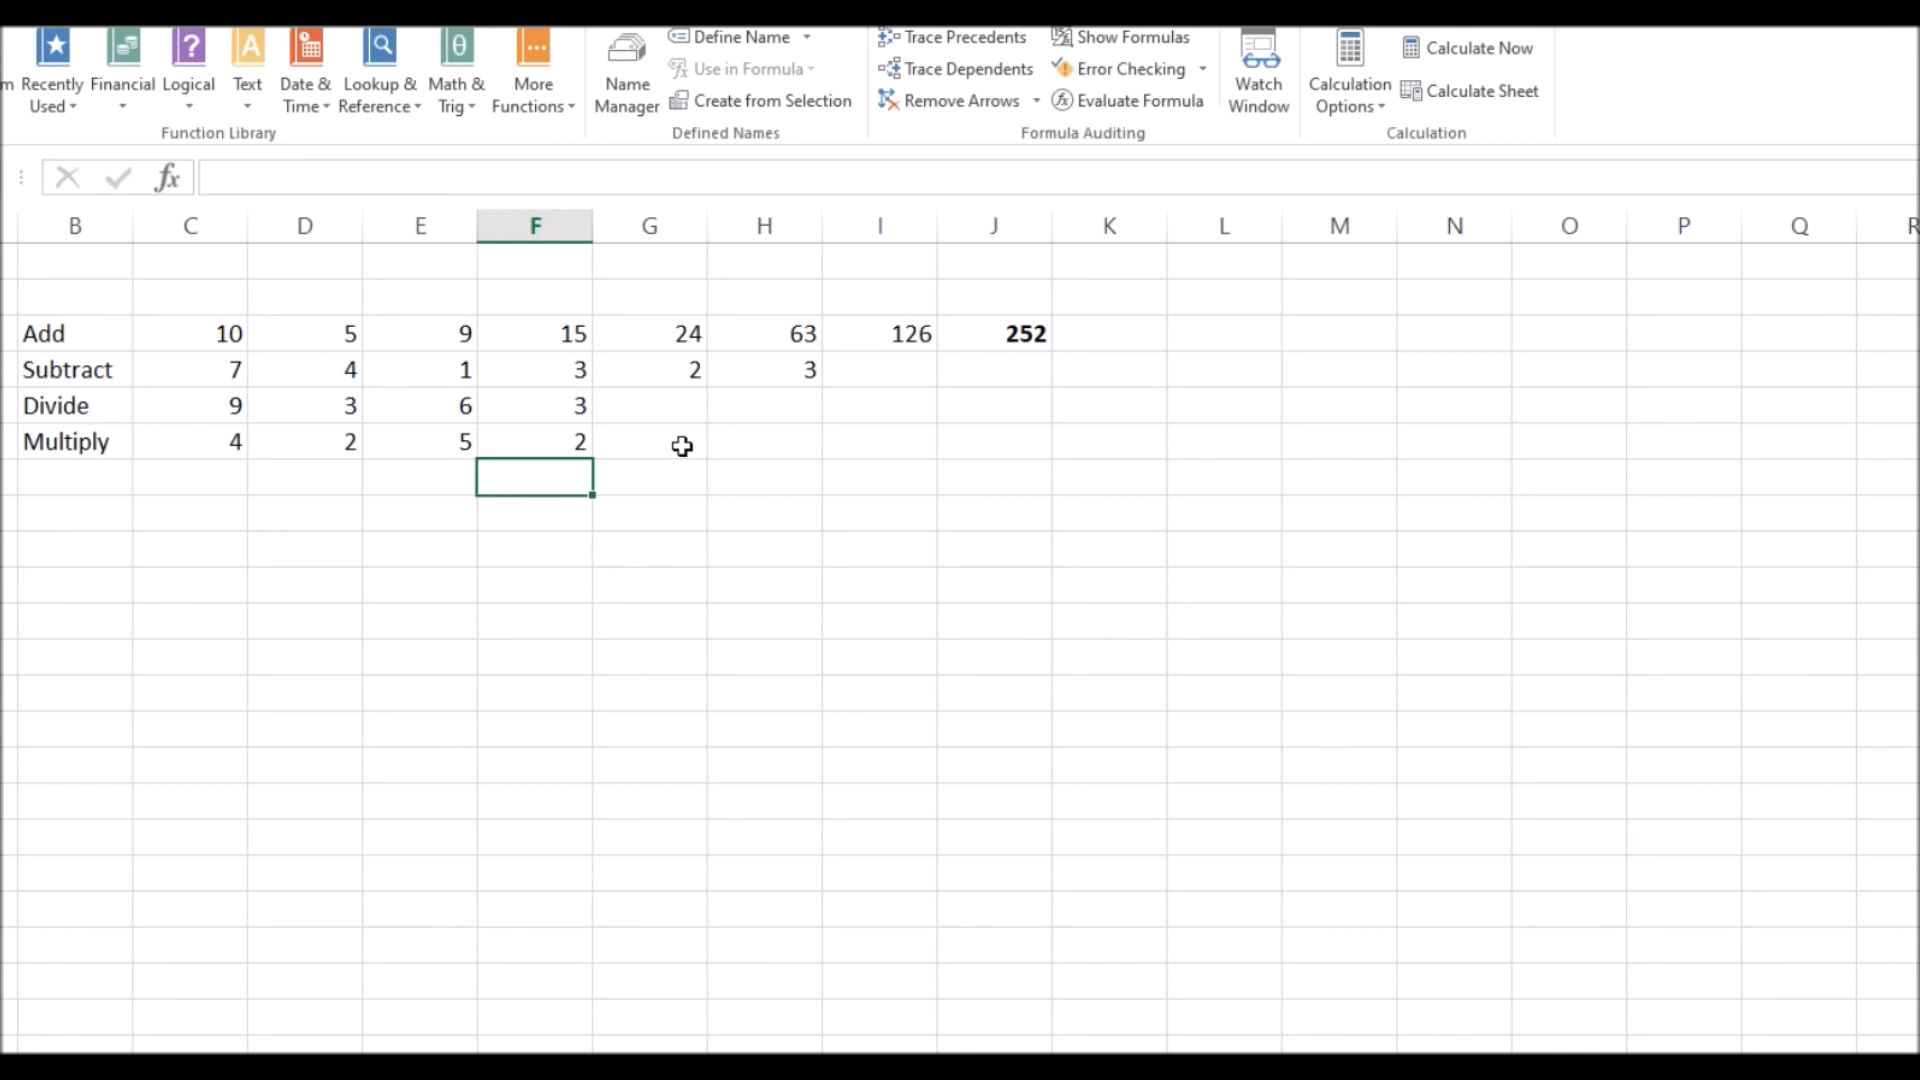 Define Name Trace Precedents Show Formulas
Calculate Now
m Recently Financial Logical Text Date & Lookup & Math & More Name Use in Formula Trace Dependents Error Checking Watch Calculation
Used Time Reference Trig Functions Manager Create from Selection Remove Arrows Evaluate Formula Window Options Calculate Sheet
Function Library Defined Names Formula Auditing Calculation
fx
B C D E F G H I J K L M N O P Q R
Add 10 5 9 15 24 63 126 252
Subtract 7 4 1 3 2 3
Divide 9 3 6 3
Multiply 4 2 5 2